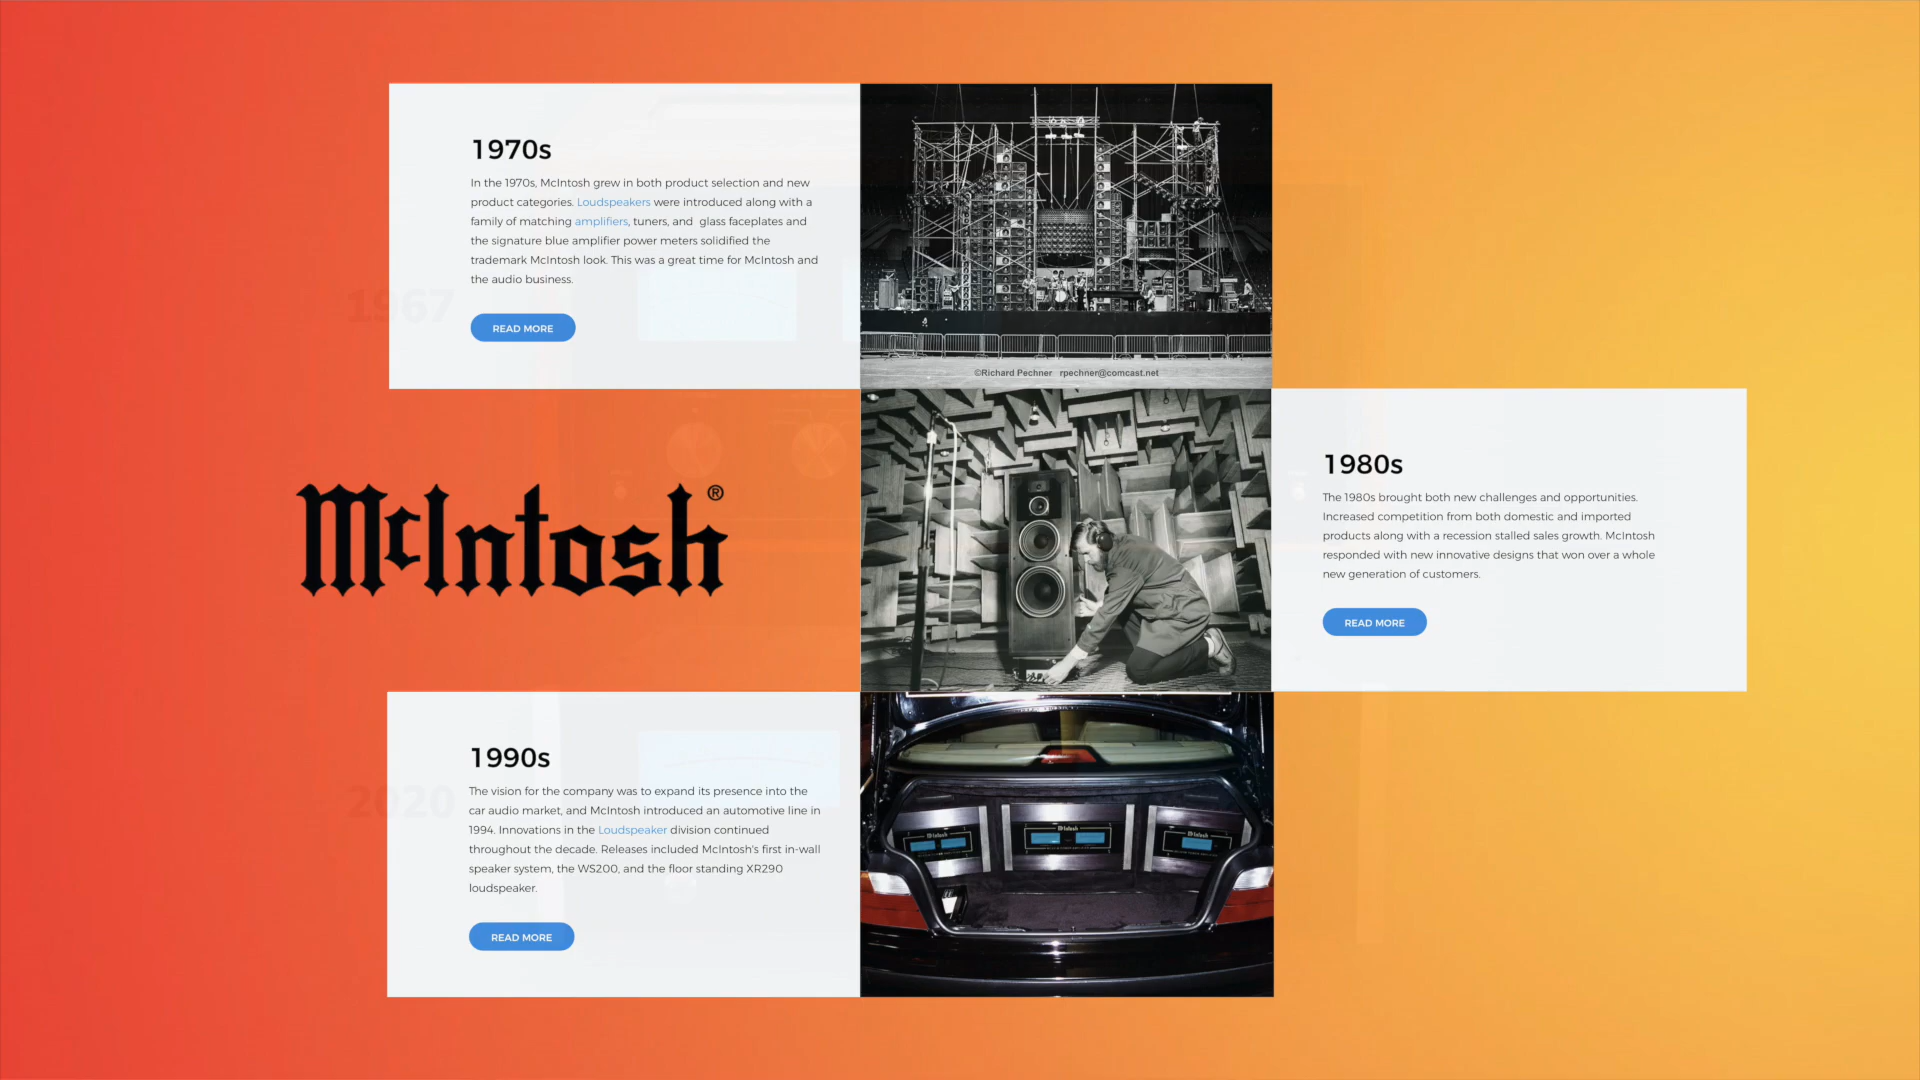 1970s
In the 1970s, McIntosh grew in both product selection and new
product categories. Loudspeakers were introduced along with a
family of matching amplifiers, tuners, and  glass faceplates and
the signature blue amplifier power meters solidified the
trademark McIntosh look. This was a great time for McIntosh and
the audio business.
READ MORE
1967
©Richard Pechner   rpechner@comcast.net
McIntosh®
1980s
The 1980s brought both new challenges and opportunities.
Increased competition from both domestic and imported
products along with a recession stalled sales growth. McIntosh
responded with new innovative designs that won over a whole
new generation of customers.
READ MORE
1990s
The vision for the company was to expand its presence into the
car audio market, and McIntosh introduced an automotive line in
1994. Innovations in the Loudspeaker division continued
throughout the decade. Releases included McIntosh's first in-wall
speaker system, the WS200, and the floor standing XR290
loudspeaker.
READ MORE
2020
McIntosh
McIntosh
McIntosh